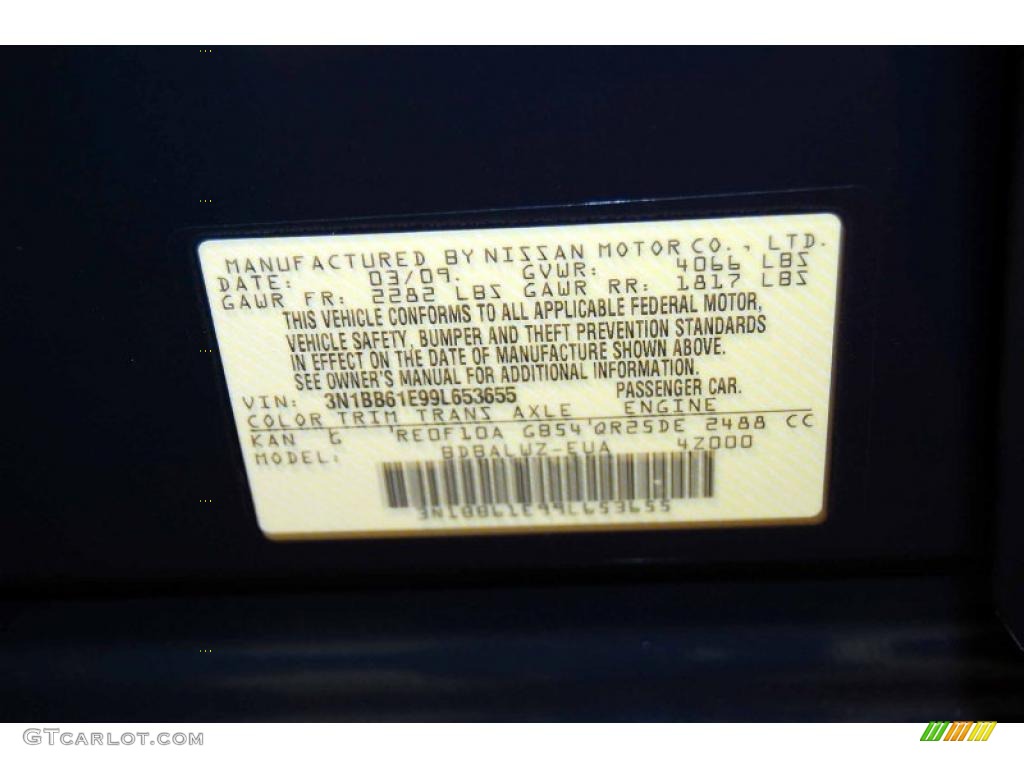 MANUFACTURED BY NISSAN MOTOR CO., LTD.
DATE: 03/09. GVWR: 4066 LBS
GAWR FR: 2282 LBS GAWR RR: 1817 LBS
THIS VEHICLE CONFORMS TO ALL APPLICABLE FEDERAL MOTOR,
VEHICLE SAFETY, BUMPER AND THEFT PREVENTION STANDARDS
IN EFFECT ON THE DATE OF MANUFACTURE SHOWN ABOVE.
SEE OWNER'S MANUAL FOR ADDITIONAL INFORMATION.
VIN: 3N1BB61E99L653655 PASSENGER CAR.
COLOR TRIM TRANS AXLE ENGINE
KAN G RE0F10A GB54 QR25DE 2488 CC
MODEL: BDBALWZ-EUA 4Z000
3N1BB61E99L653655
GTCARLOT.COM